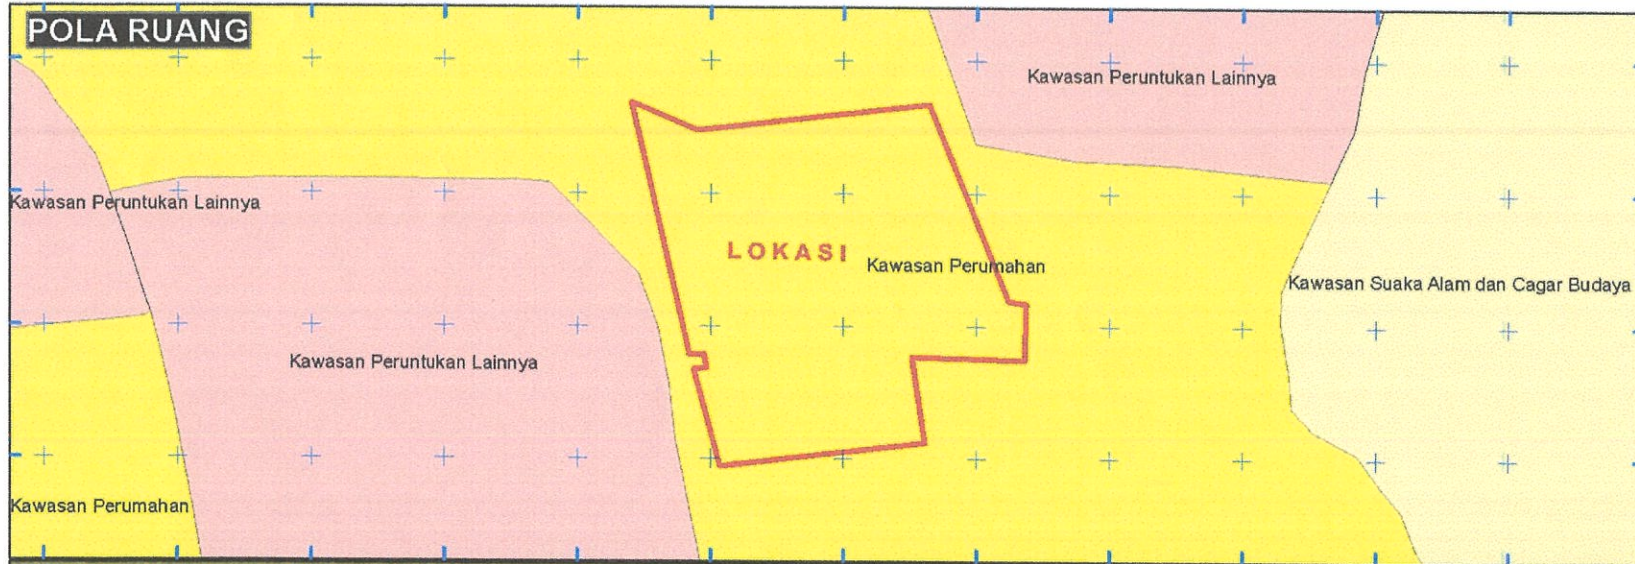 POLA RUANG
Kawasan Peruntukan Lainnya
Kawasan Peruntukan Lainnya
LOKASI
Kawasan Perumahan
Kawasan Suaka Alam dan Cagar Budaya
Kawasan Peruntukan Lainnya
Kawasan Perumahan